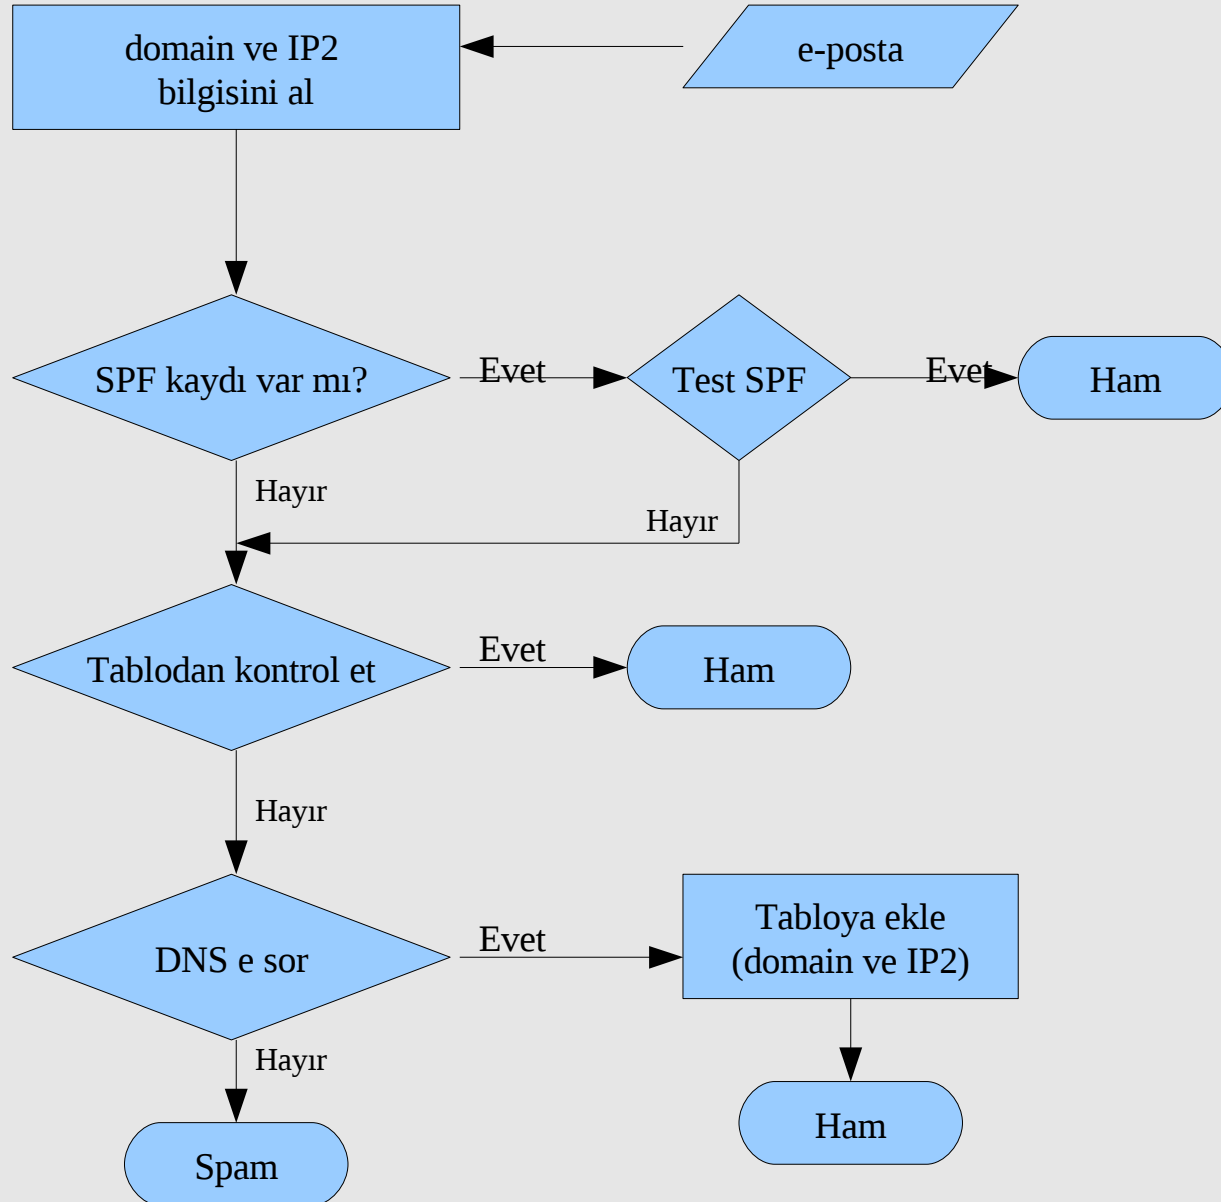 domain ve IP2
bilgisini al
e-posta
SPF kaydı var mı?
Evet
Test SPF
Evet
Ham
Hayır
Hayır
Tablodan kontrol et
Evet
Ham
Hayır
DNS e sor
Evet
Tabloya ekle
(domain ve IP2)
Hayır
Ham
Spam